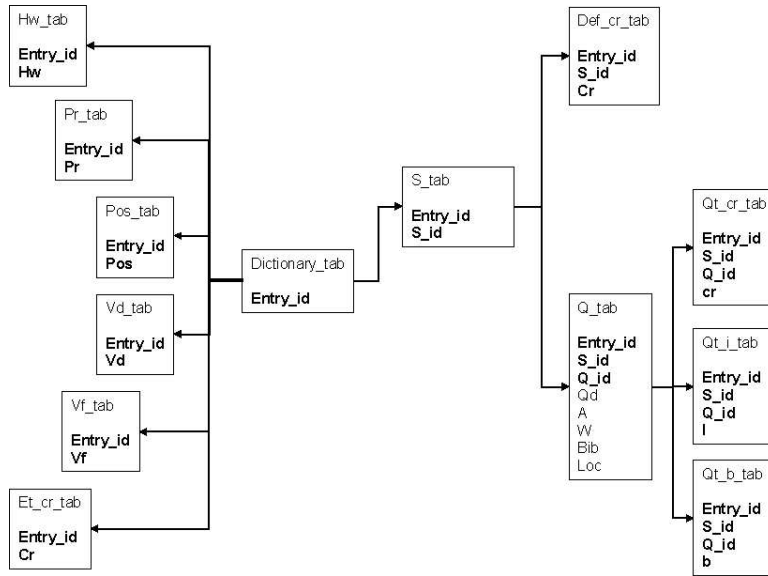 Hw_tab
Entry_id
Hw
Pr_tab
Entry_id
Pr
Pos_tab
Entry_id
Pos
Vd_tab
Entry_id
Vd
Vf_tab
Entry_id
Vf
Et_cr_tab
Entry_id
Cr
Dictionary_tab
Entry_id
S_tab
Entry_id
S_id
Def_cr_tab
Entry_id
S_id
Cr
Q_tab
Entry_id
S_id
Q_id
Qd
A
W
Bib
Loc
Qt_cr_tab
Entry_id
S_id
Q_id
cr
Qt_i_tab
Entry_id
S_id
Q_id
I
Qt_b_tab
Entry_id
S_id
Q_id
b